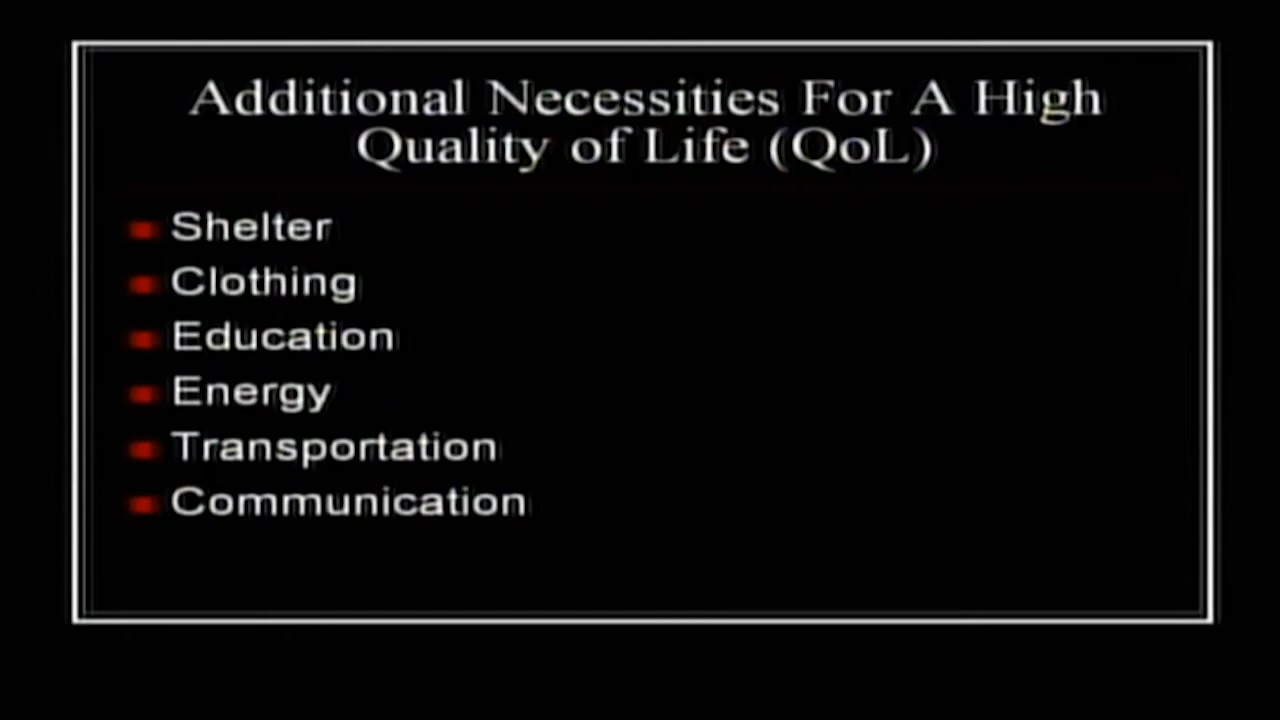 Additional Necessities For A High
Quality of Life (QoL)
Shelter
Clothing
Education
Energy
Transportation
Communication